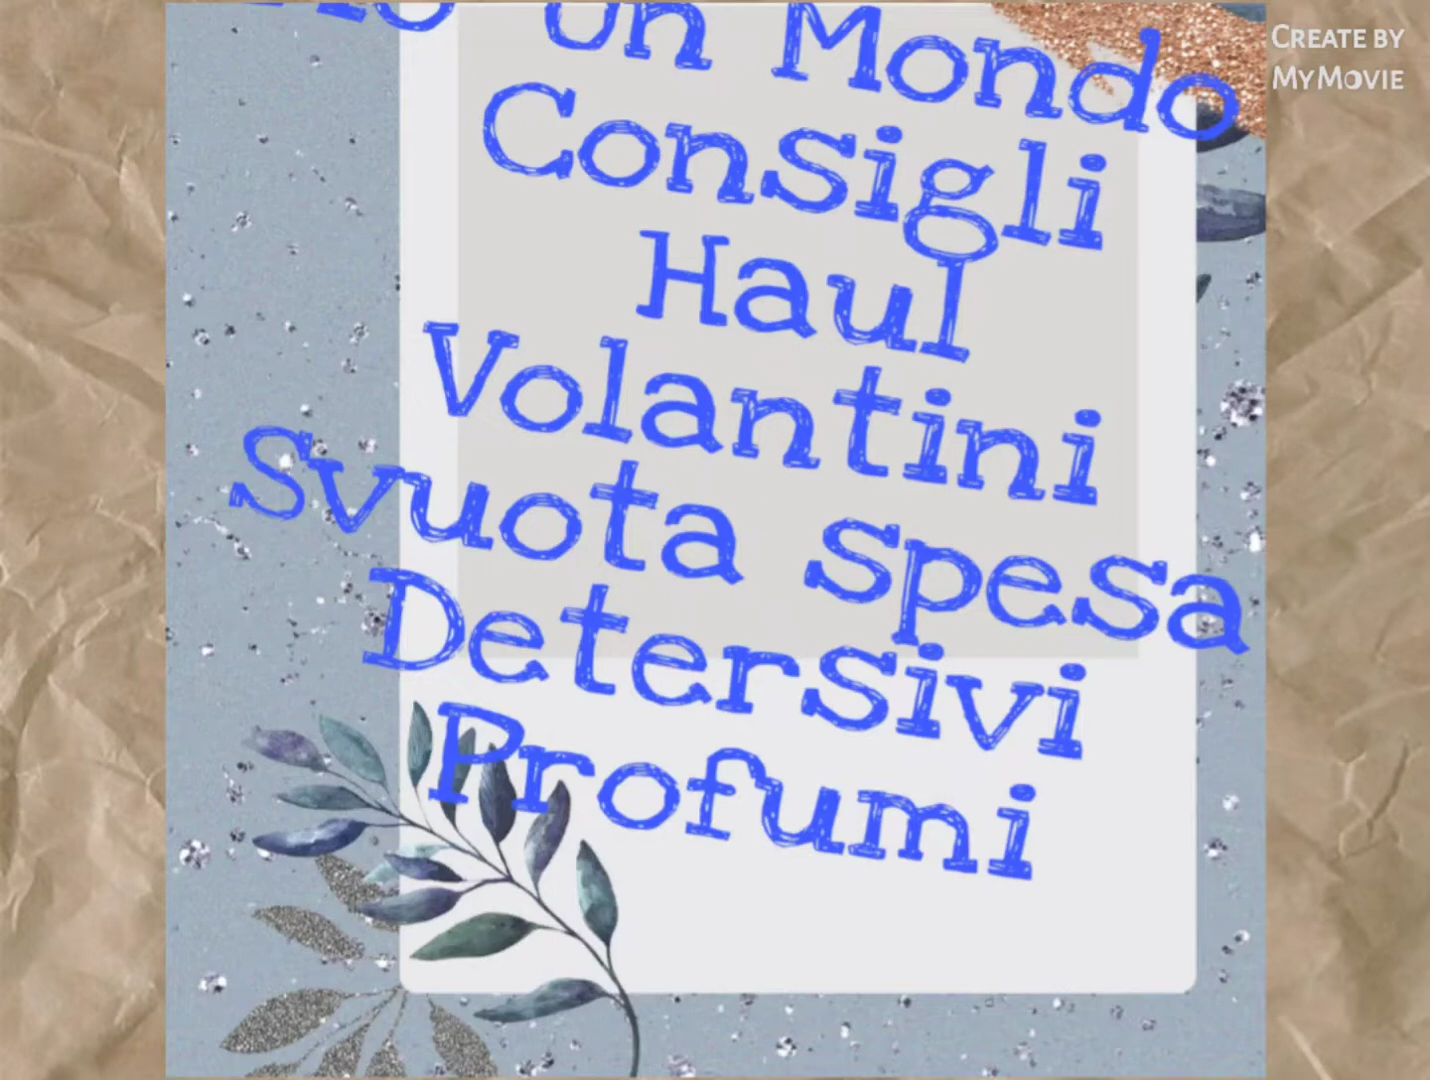 un Mondo
Consigli
Haul
Volantini
Svuota spesa
Detersivi
Profumi
CREATE BY
MYMOVIE